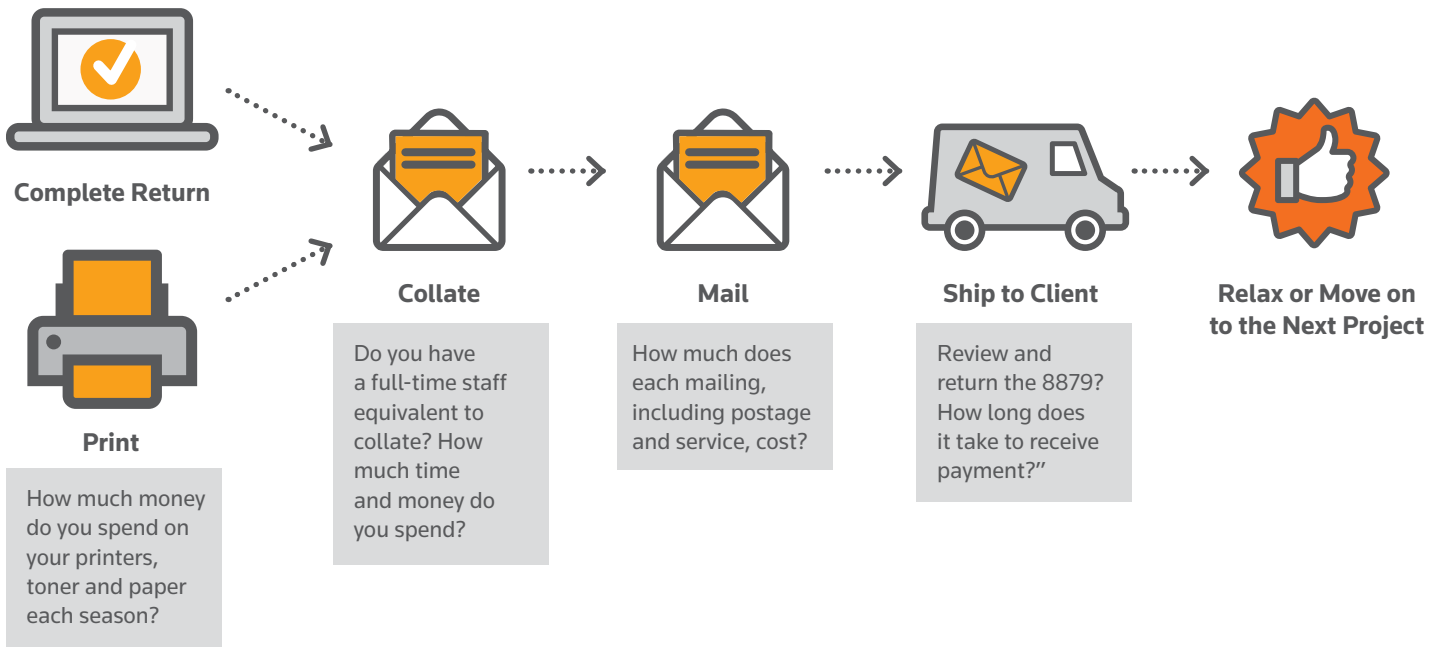 Complete Return
Print
How much money
do you spend on
your printers,
toner and paper
each season?
Collate
Do you have
a full-time staff
equivalent to
collate? How
much time
and money do
you spend?
Mail
How much does
each mailing,
including postage
and service, cost?
Ship to Client
Review and
return the 8879?
How long does
it take to receive
payment?”
Relax or Move on
to the Next Project